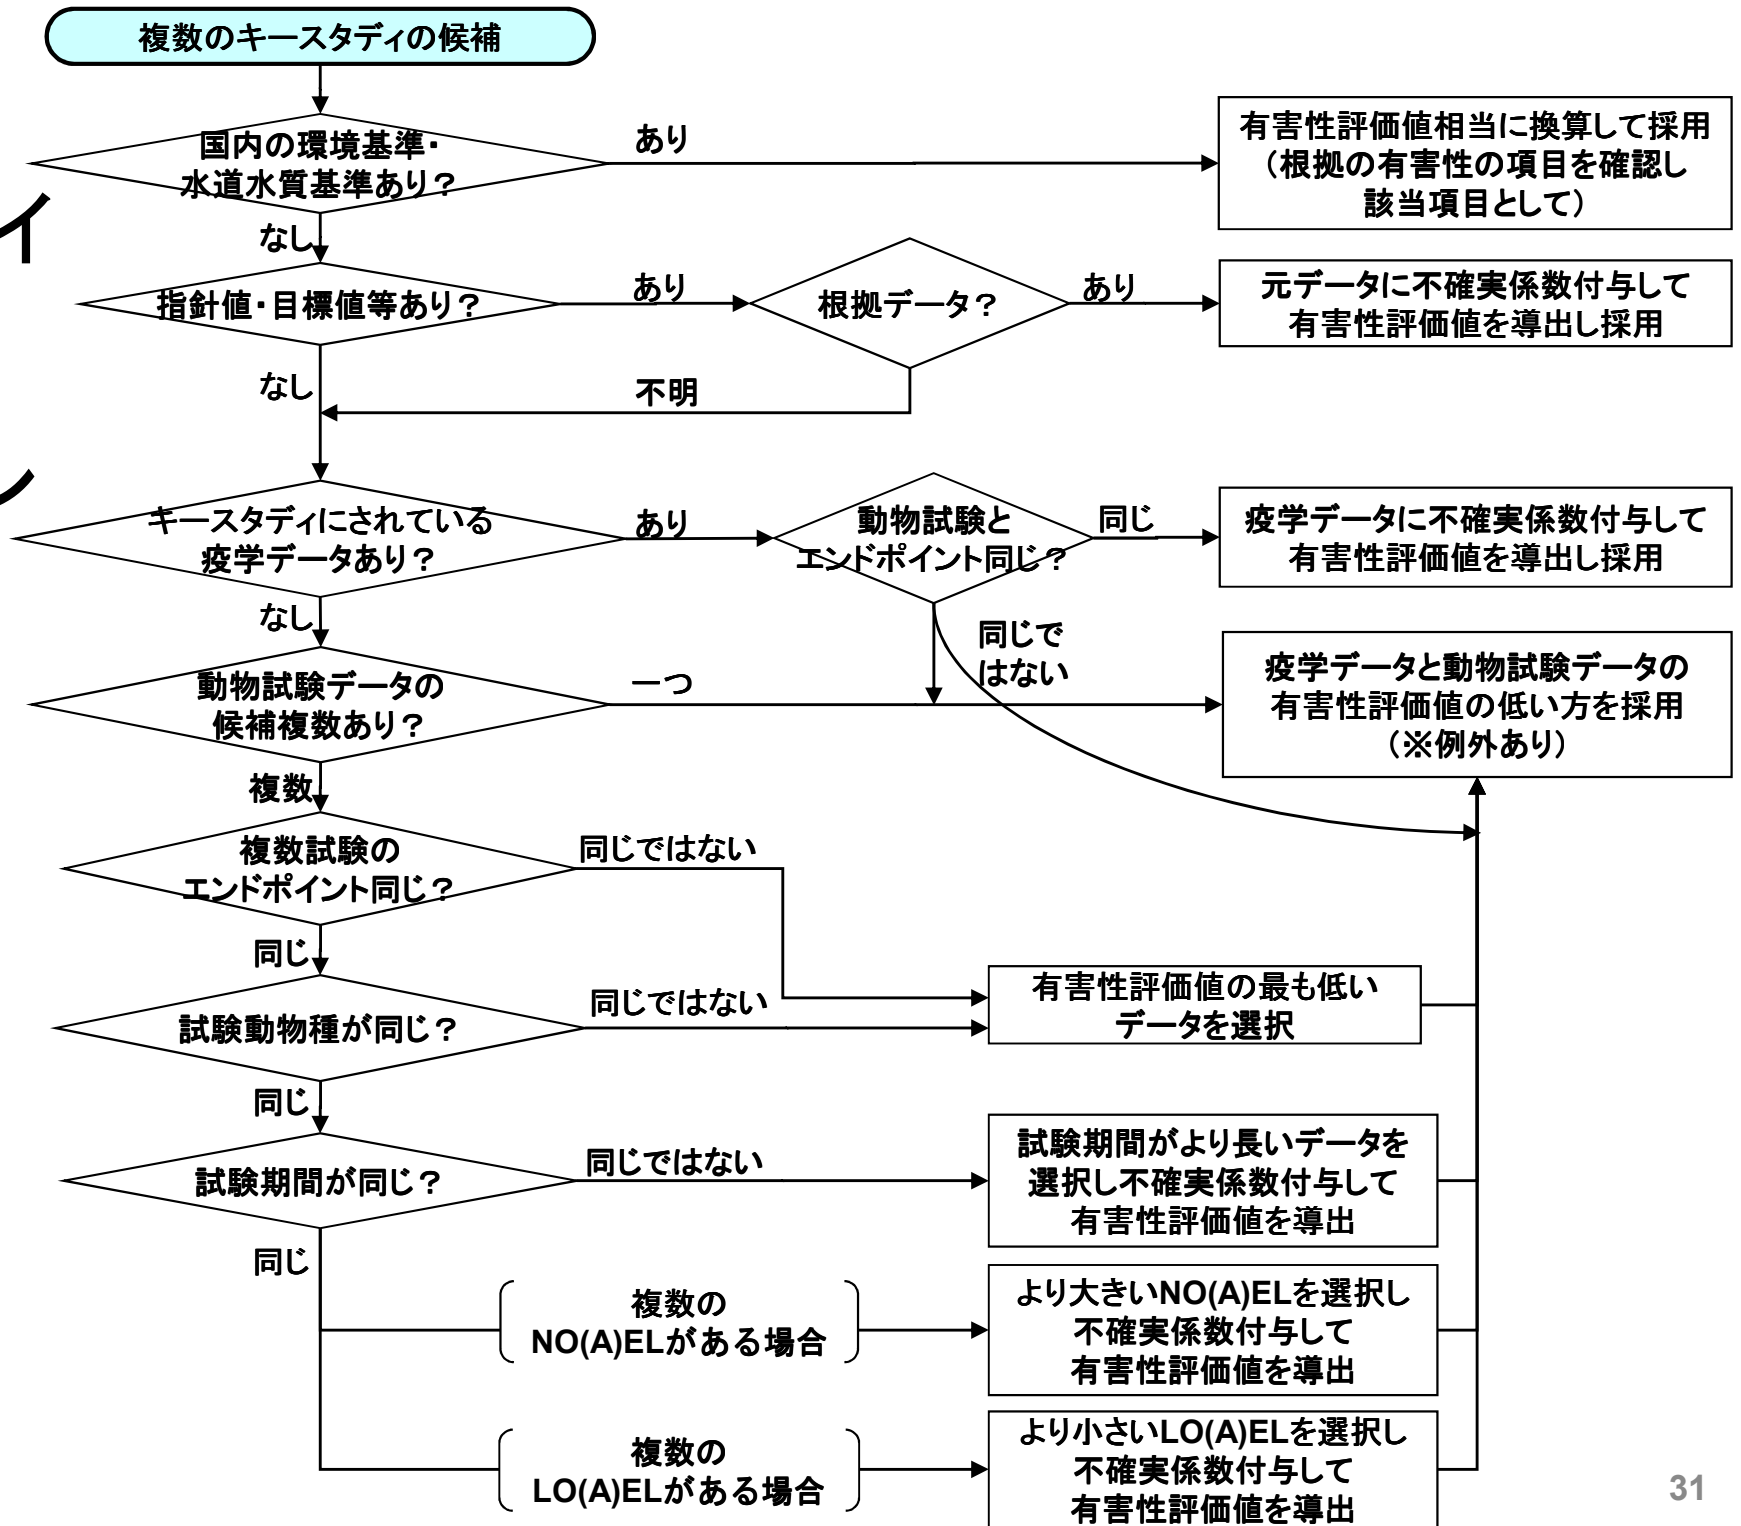 複数のキースタディの候補
国内の環境基準・
水道水質基準あり？
あり
有害性評価値相当に換算して採用
（根拠の有害性の項目を確認し
該当項目として）
なし
指針値・目標値等あり？
あり
根拠データ？
あり
元データに不確実係数付与して
有害性評価値を導出し採用
なし
不明
キースタディにされている
疫学データあり？
あり
動物試験と
エンドポイント同じ？
同じ
疫学データに不確実係数付与して
有害性評価値を導出し採用
なし
同じで
はない
動物試験データの
候補複数あり？
一つ
疫学データと動物試験データの
有害性評価値の低い方を採用
（※例外あり）
複数
複数試験の
エンドポイント同じ？
同じではない
同じ
試験動物種が同じ？
同じではない
有害性評価値の最も低い
データを選択
同じ
試験期間が同じ？
同じではない
試験期間がより長いデータを
選択し不確実係数付与して
有害性評価値を導出
同じ
複数の
NO(A)ELがある場合
より大きいNO(A)ELを選択し
不確実係数付与して
有害性評価値を導出
複数の
LO(A)ELがある場合
より小さいLO(A)ELを選択し
不確実係数付与して
有害性評価値を導出
31